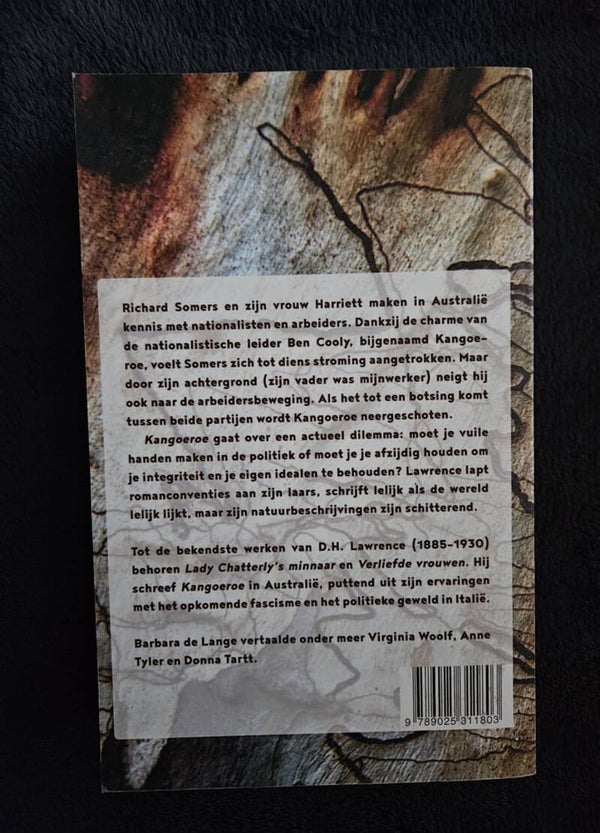 Richard Somers en zijn vrouw Harriett maken in Australië
kennis met nationalisten en arbeiders. Dankzij de charme van
de nationalistische leider Ben Cooly, bijgenaamd Kangoe-
roe, voelt Somers zich tot diens stroming aangetrokken. Maar
door zijn achtergrond (zijn vader was mijnwerker) neigt hij
ook naar de arbeidersbeweging. Als het tot een botsing komt
tussen beide partijen wordt Kangoeroe neergeschoten.
Kangoeroe gaat over een actueel dilemma: moet je vuile
handen maken in de politiek of moet je je afzijdig houden om
je integriteit en je eigen idealen te behouden? Lawrence lapt
romanconventies aan zijn laars, schrijft lelijk als de wereld
lelijk lijkt, maar zijn natuurbeschrijvingen zijn schitterend.
Tot de bekendste werken van D.H. Lawrence (1885–1930)
behoren Lady Chatterly's minnaar en Verliefde vrouwen. Hij
schreef Kangoeroe in Australië, puttend uit zijn ervaringen
met het opkomende fascisme en het politieke geweld in Italië.
Barbara de Lange vertaalde onder meer Virginia Woolf, Anne
Tyler en Donna Tartt.
9 789025 311803